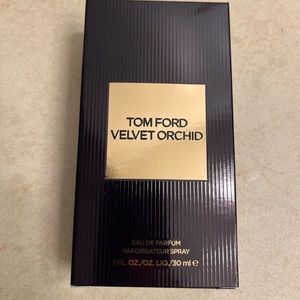 TOM FORD
VELVET ORCHID
EAU DE PARFUM
VAPORISATEUR SPRAY
1 FL. OZ./OZ. LIQ./30 ml ℮